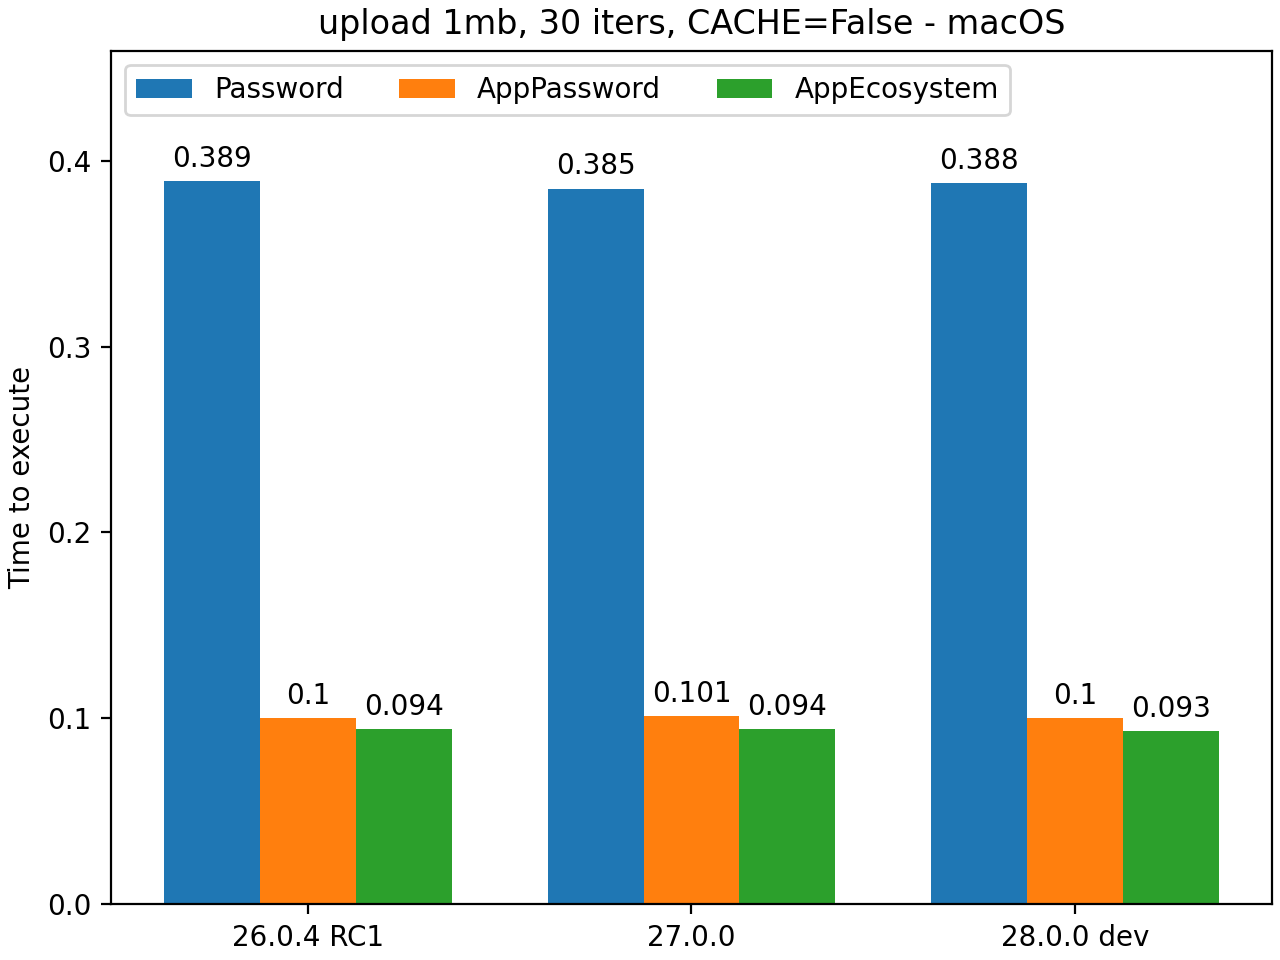 upload 1mb, 30 iters, CACHE=False - macOS
Password AppPassword AppEcosystem
Time to execute
0.4
0.3
0.2
0.1
0.0
0.389 0.1 0.094
0.385 0.101 0.094
0.388 0.1 0.093
26.0.4 RC1 27.0.0 28.0.0 dev